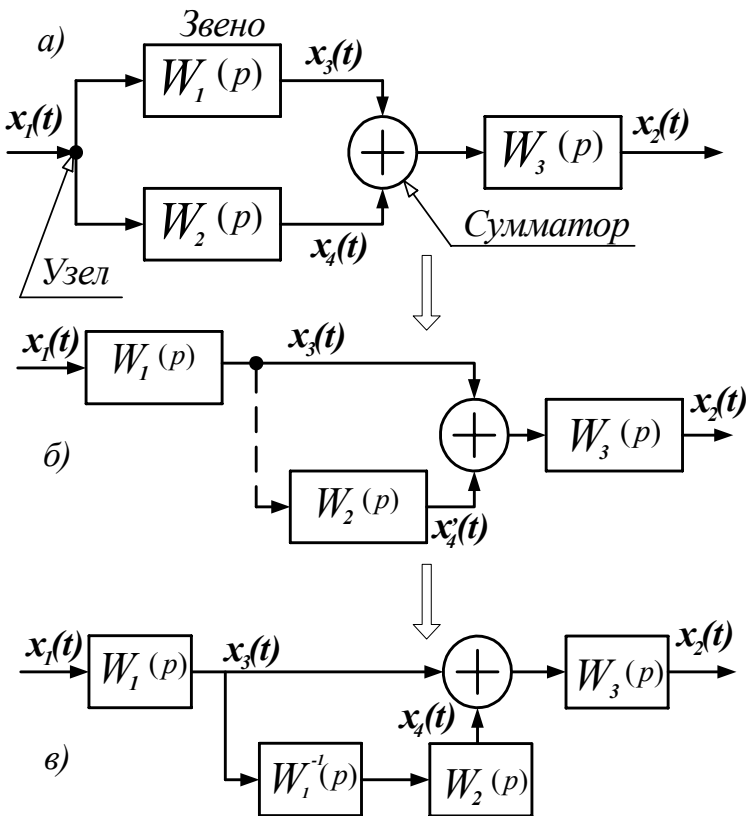 а)
Звено
W₁(p)
x₃(t)
x₁(t)
W₃(p)
x₂(t)
W₂(p)
x₄(t)
Сумматор
Узел
x₁(t)
W₁(p)
x₃(t)
x₂(t)
W₃(p)
б)
W₂(p)
x'₄(t)
x₁(t)
W₁(p)
x₃(t)
W₃(p)
x₂(t)
x₄(t)
в)
W₁⁻¹(p)
W₂(p)